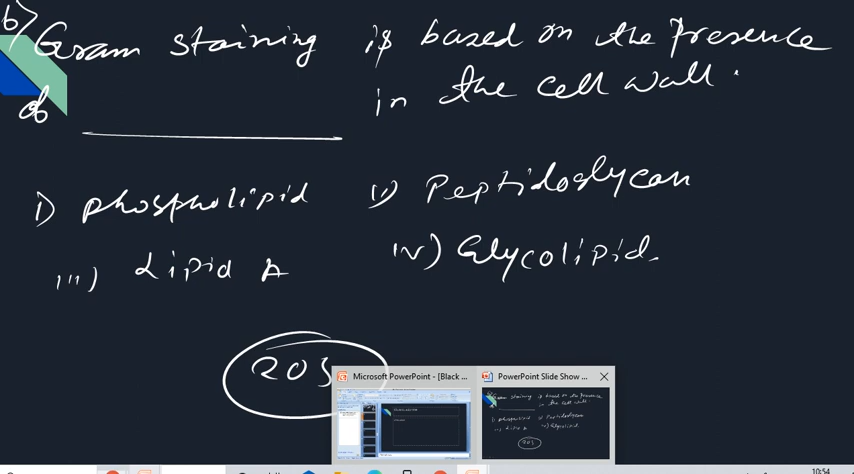 b) Gram staining is based on the presence
of __________ in the cell wall.
i) phospholipid ii) Peptidoglycan
iii) Lipid A iv) Glycolipid
203
Microsoft PowerPoint - [Black ...
PowerPoint Slide Show ...
10:54